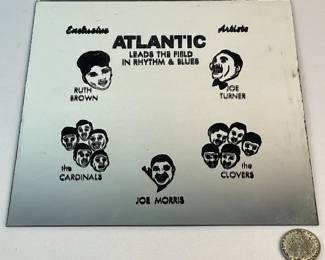 Exclusive Artists
ATLANTIC
LEADS THE FIELD
IN RHYTHM & BLUES
RUTH
BROWN
JOE
TURNER
the
CARDINALS
JOE MORRIS
the
CLOVERS